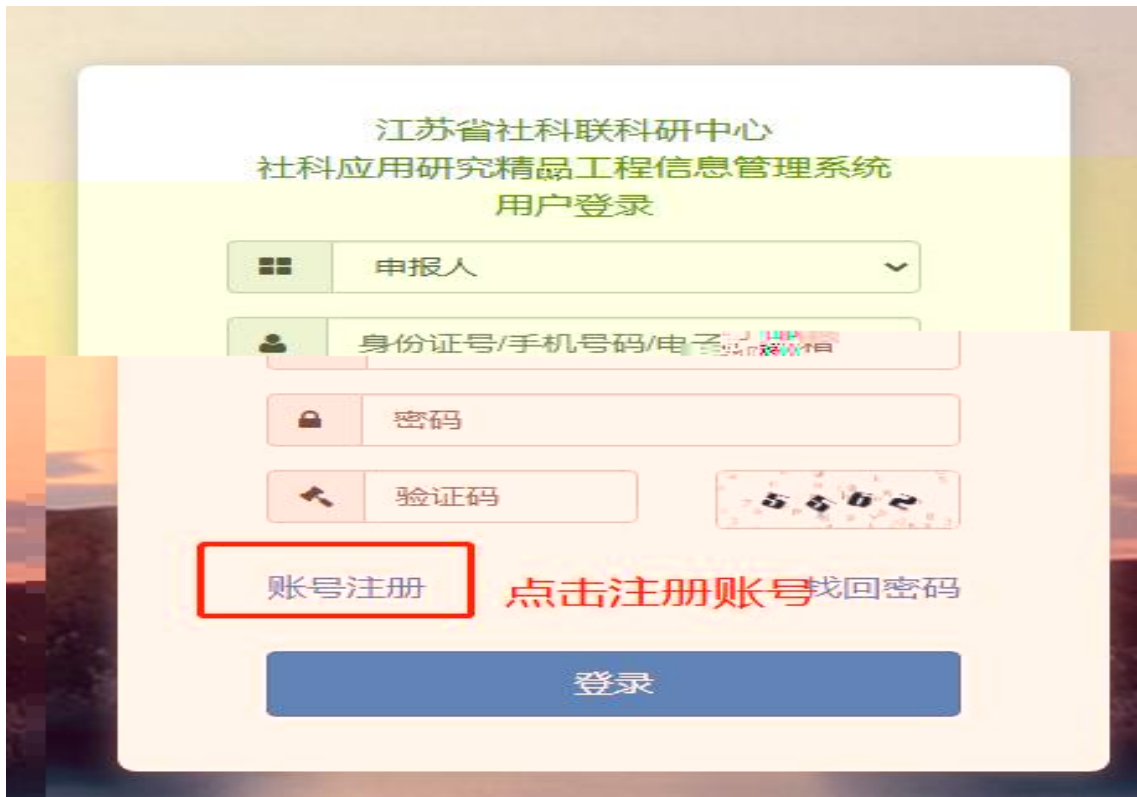 江苏省社科联科研中心
社科应用研究精品工程信息管理系统
用户登录
申报人
身份证号/手机号码/电子
密码
验证码 5562
账号注册 点击注册账号 找回密码
登录